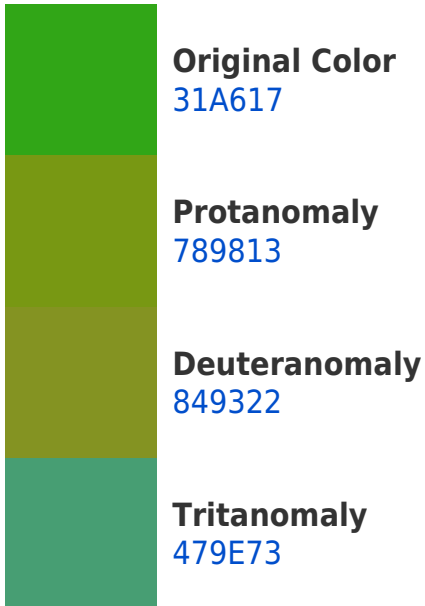 Original Color
31A617
Protanomaly
789813
Deuteranomaly
849322
Tritanomaly
479E73